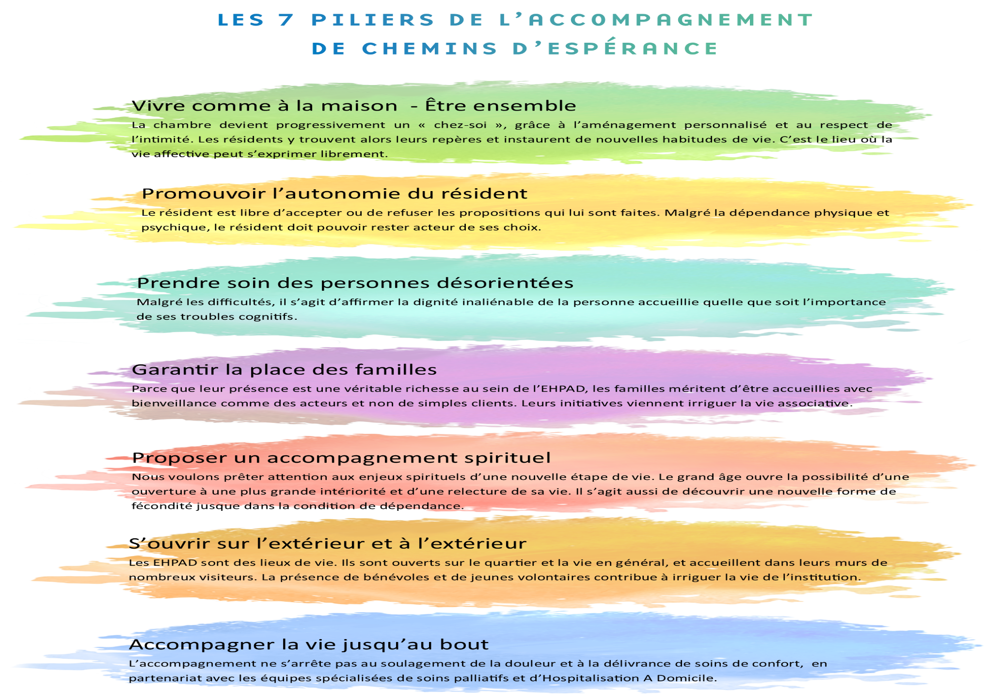 LES 7 PILIERS DE L’ACCOMPAGNEMENT
DE CHEMINS D’ESPÉRANCE
Vivre comme à la maison - Être ensemble
La chambre devient progressivement un « chez-soi », grâce à l’aménagement personnalisé et au respect de
l’intimité. Les résidents y trouvent alors leurs repères et instaurent de nouvelles habitudes de vie. C’est le lieu où la
vie affective peut s’exprimer librement.
Promouvoir l’autonomie du résident
Le résident est libre d’accepter ou de refuser les propositions qui lui sont faites. Malgré la dépendance physique et
psychique, le résident doit pouvoir rester acteur de ses choix.
Prendre soin des personnes désorientées
Malgré les difficultés, il s’agit d’affirmer la dignité inaliénable de la personne accueillie quelle que soit l’importance
de ses troubles cognitifs.
Garantir la place des familles
Parce que leur présence est une véritable richesse au sein de l’EHPAD, les familles méritent d’être accueillies avec
bienveillance comme des acteurs et non de simples clients. Leurs initiatives viennent irriguer la vie associative.
Proposer un accompagnement spirituel
Nous voulons prêter attention aux enjeux spirituels d’une nouvelle étape de vie. Le grand âge ouvre la possibilité d’une
ouverture à une plus grande intériorité et d’une relecture de sa vie. Il s’agit aussi de découvrir une nouvelle forme de
fécondité jusque dans la condition de dépendance.
S’ouvrir sur l’extérieur et à l’extérieur
Les EHPAD sont des lieux de vie. Ils sont ouverts sur le quartier et la vie en général, et accueillent dans leurs murs de
nombreux visiteurs. La présence de bénévoles et de jeunes volontaires contribue à irriguer la vie de l’institution.
Accompagner la vie jusqu’au bout
L’accompagnement ne s’arrête pas au soulagement de la douleur et à la délivrance de soins de confort, en
partenariat avec les équipes spécialisées de soins palliatifs et d’Hospitalisation A Domicile.